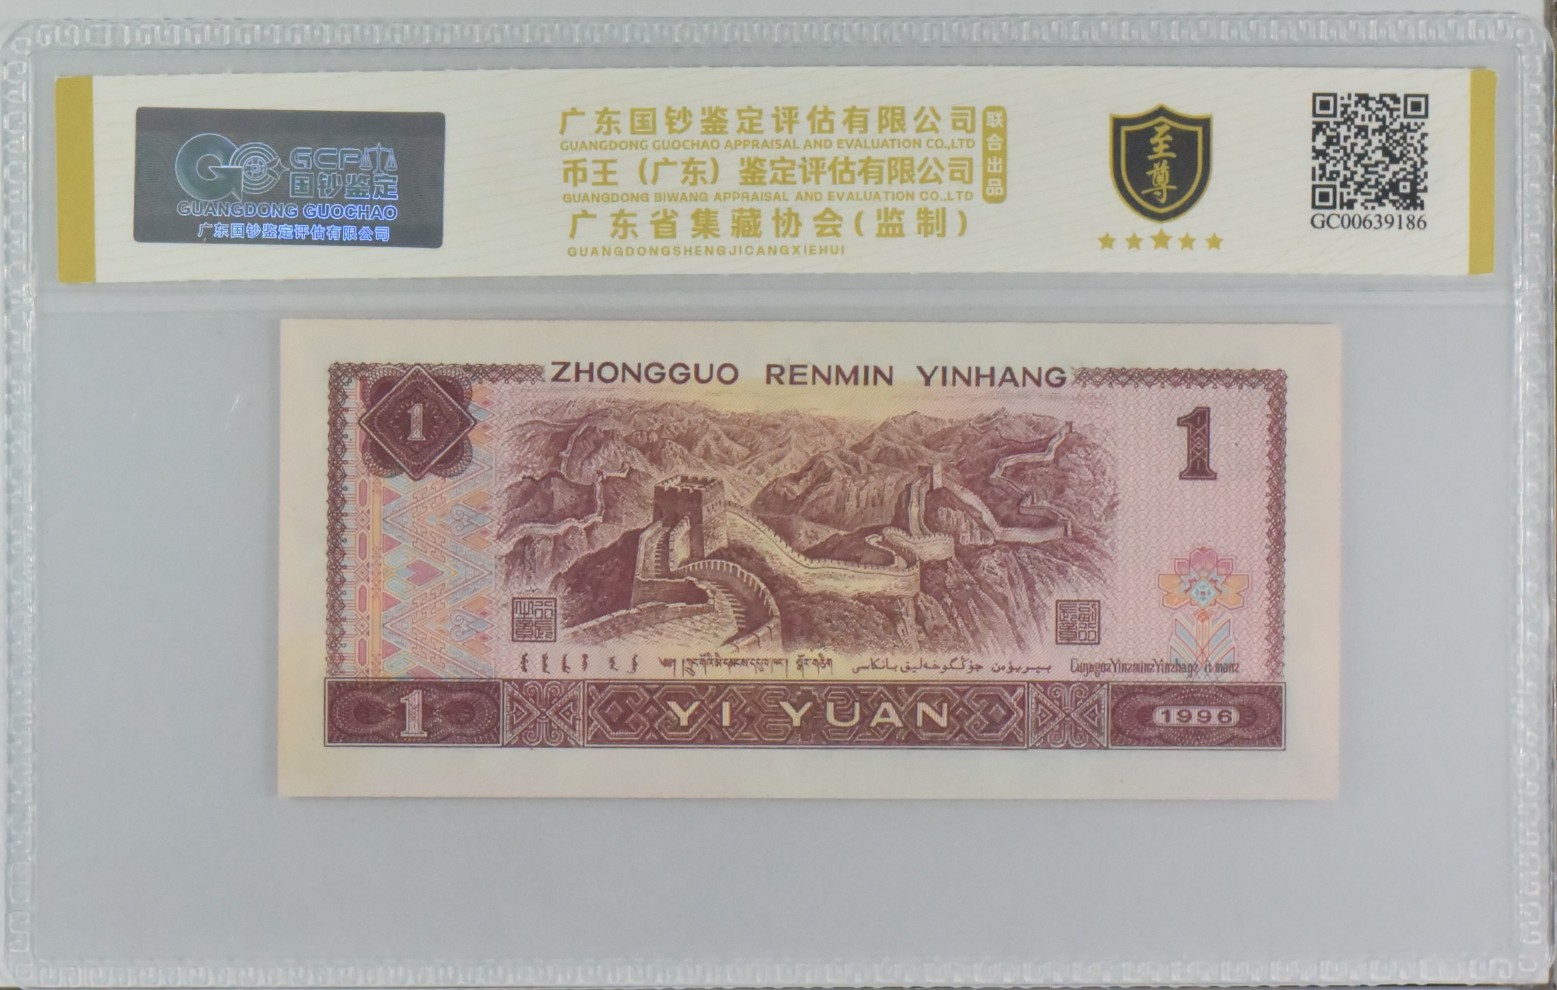 GCP
国钞鉴定
GUANGDONG GUOCHAO
广东国钞鉴定评估有限公司
广东国钞鉴定评估有限公司
GUANGDONG GUOCHAO APPRAISAL AND EVALUATION CO.,LTD
币王（广东）鉴定评估有限公司
GUANGDONG BIWANG APPRAISAL AND EVALUATION CO.,LTD
联合出品
广东省集藏协会(监制)
GUANGDONGSHENGJICANGXIEHUI
至尊
GC00639186
ZHONGGUO RENMIN YINHANG
1
1
1
YI YUAN
1996